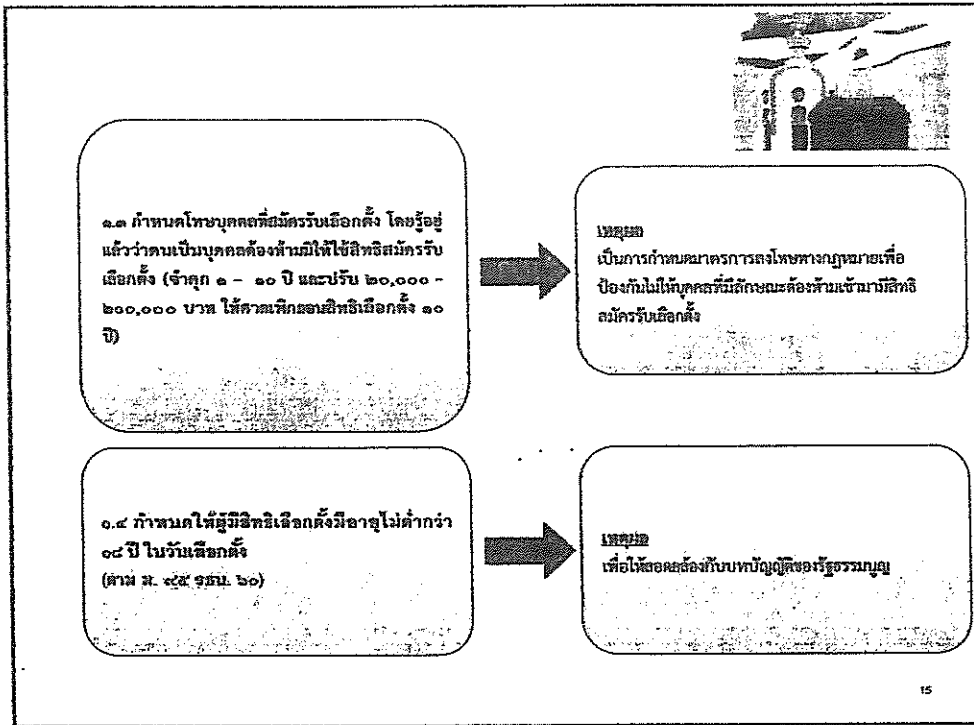 ๑.๓ กำหนดโทษบุคคลที่สมัครรับเลือกตั้ง โดยรู้อยู่
แล้วว่าตนเป็นบุคคลต้องห้ามมิให้ใช้สิทธิสมัครรับ
เลือกตั้ง (จำคุก ๑ - ๑๐ ปี และปรับ ๒๐,๐๐๐ -
๒๐๐,๐๐๐ บาท ให้ศาลเพิกถอนสิทธิเลือกตั้ง ๑๐
ปี)
เหตุผล
เป็นการกำหนดมาตรการลงโทษทางกฎหมายเพื่อ
ป้องกันไม่ให้บุคคลที่มีลักษณะต้องห้ามเข้ามามีสิทธิ
สมัครรับเลือกตั้ง
๑.๔ กำหนดให้ผู้มีสิทธิเลือกตั้งมีอายุไม่ต่ำกว่า
๑๘ ปี ในวันเลือกตั้ง
(ตาม ม. ๙๕ รธน. ๖๐)
เหตุผล
เพื่อให้สอดคล้องกับบทบัญญัติของรัฐธรรมนูญ
15